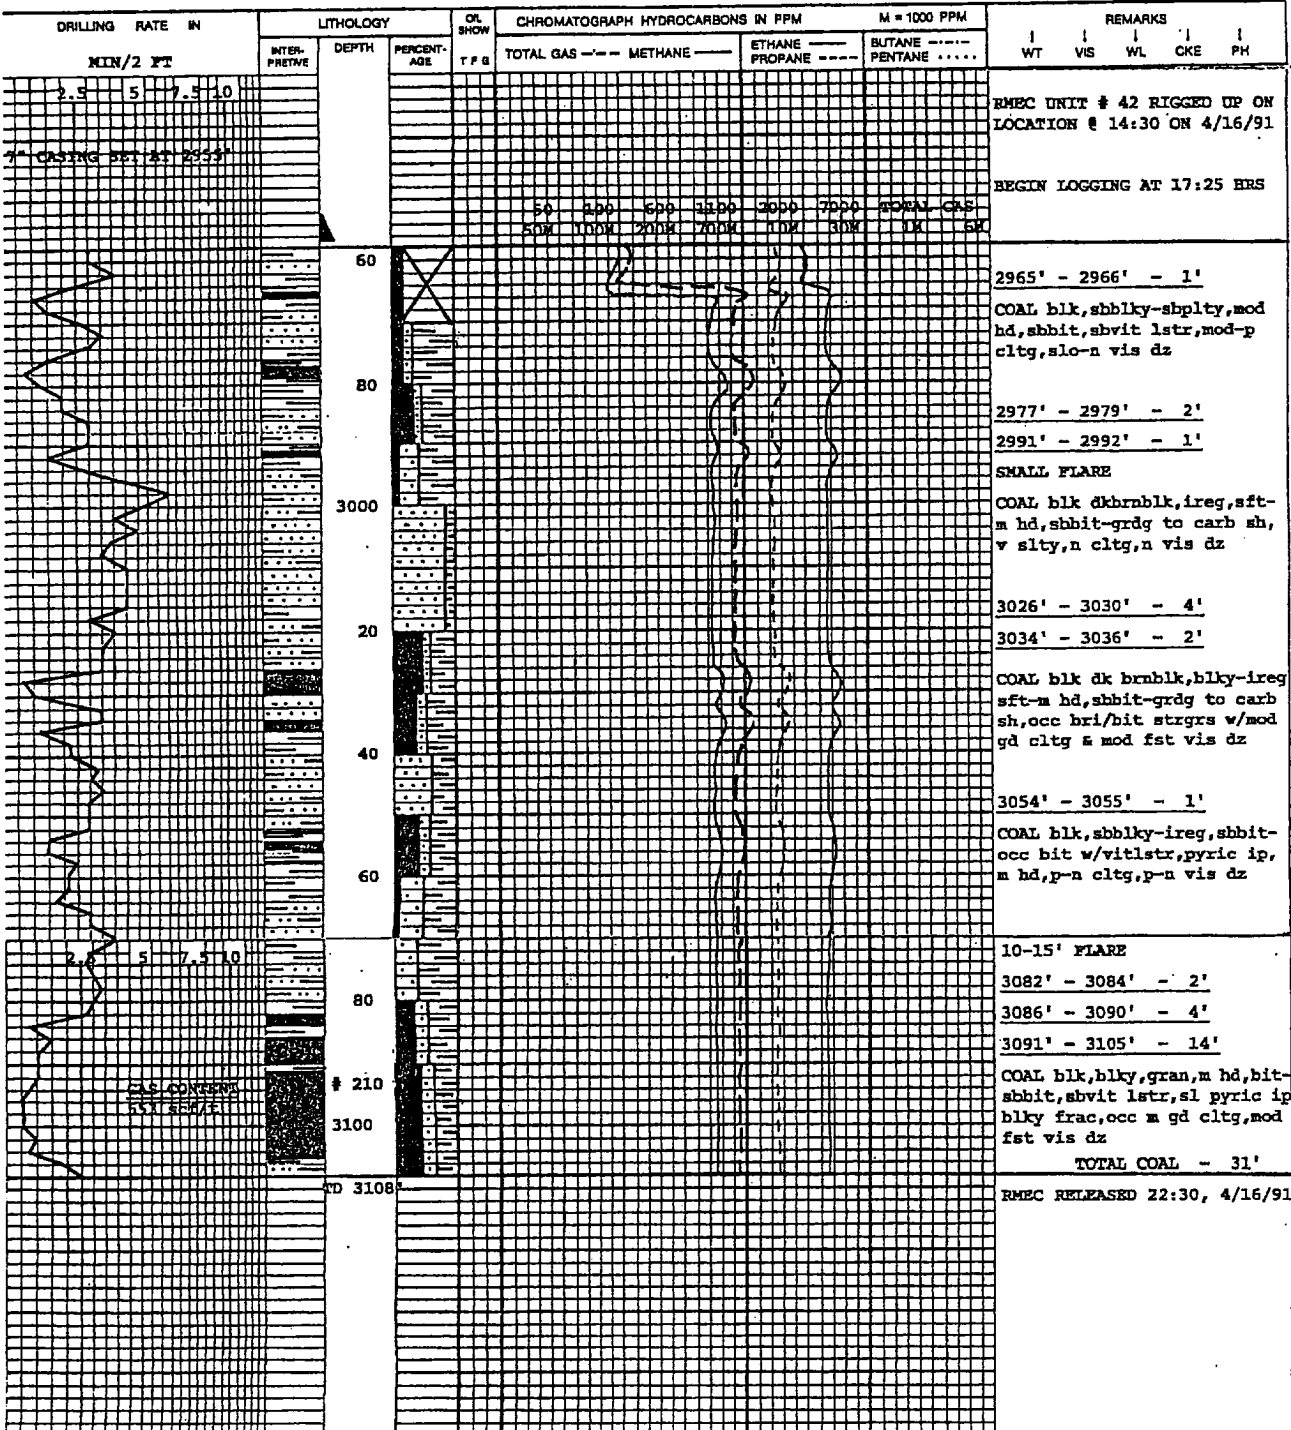 DRILLING RATE IN
MIN/2 FT
LITHOLOGY
INTER-
PRETIVE
DEPTH
PERCENT-
AGE
OIL
SHOW
T F G
CHROMATOGRAPH HYDROCARBONS IN PPM M = 1000 PPM
TOTAL GAS METHANE
ETHANE
PROPANE
BUTANE
PENTANE
REMARKS
WT VIS WL CKE PH
2.5 5 7.5 10
7" CASING SET AT 2955'
50 100 600 1100 2000 7000 TOTAL GAS
50M 100M 200M 700M 10M 30M 1M 6M
RMEC UNIT # 42 RIGGED UP ON
LOCATION @ 14:30 ON 4/16/91
BEGIN LOGGING AT 17:25 HRS
60
80
3000
20
40
60
80
# 210
3100
TD 3108'
2965' - 2966' - 1'
COAL blk,sbblky-sbplty,mod
hd,sbbit,sbvit lstr,mod-p
cltg,slo-n vis dz
2977' - 2979' - 2'
2991' - 2992' - 1'
SMALL FLARE
COAL blk dkbrnblk,ireg,sft-
m hd,sbbit-grdg to carb sh,
v slty,n cltg,n vis dz
3026' - 3030' - 4'
3034' - 3036' - 2'
COAL blk dk brnblk,blky-ireg
sft-m hd,sbbit-grdg to carb
sh,occ bri/bit strgrs w/mod
gd cltg & mod fst vis dz
3054' - 3055' - 1'
COAL blk,sbblky-ireg,sbbit-
occ bit w/vitlstr,pyric ip,
m hd,p-n cltg,p-n vis dz
2.5 5 7.5 10
GAS CONTENT
553 scf/t
10-15' FLARE
3082' - 3084' - 2'
3086' - 3090' - 4'
3091' - 3105' - 14'
COAL blk,blky,gran,m hd,bit-
sbbit,sbvit lstr,sl pyric ip
blky frac,occ m gd cltg,mod
fst vis dz
TOTAL COAL - 31'
RMEC RELEASED 22:30, 4/16/91